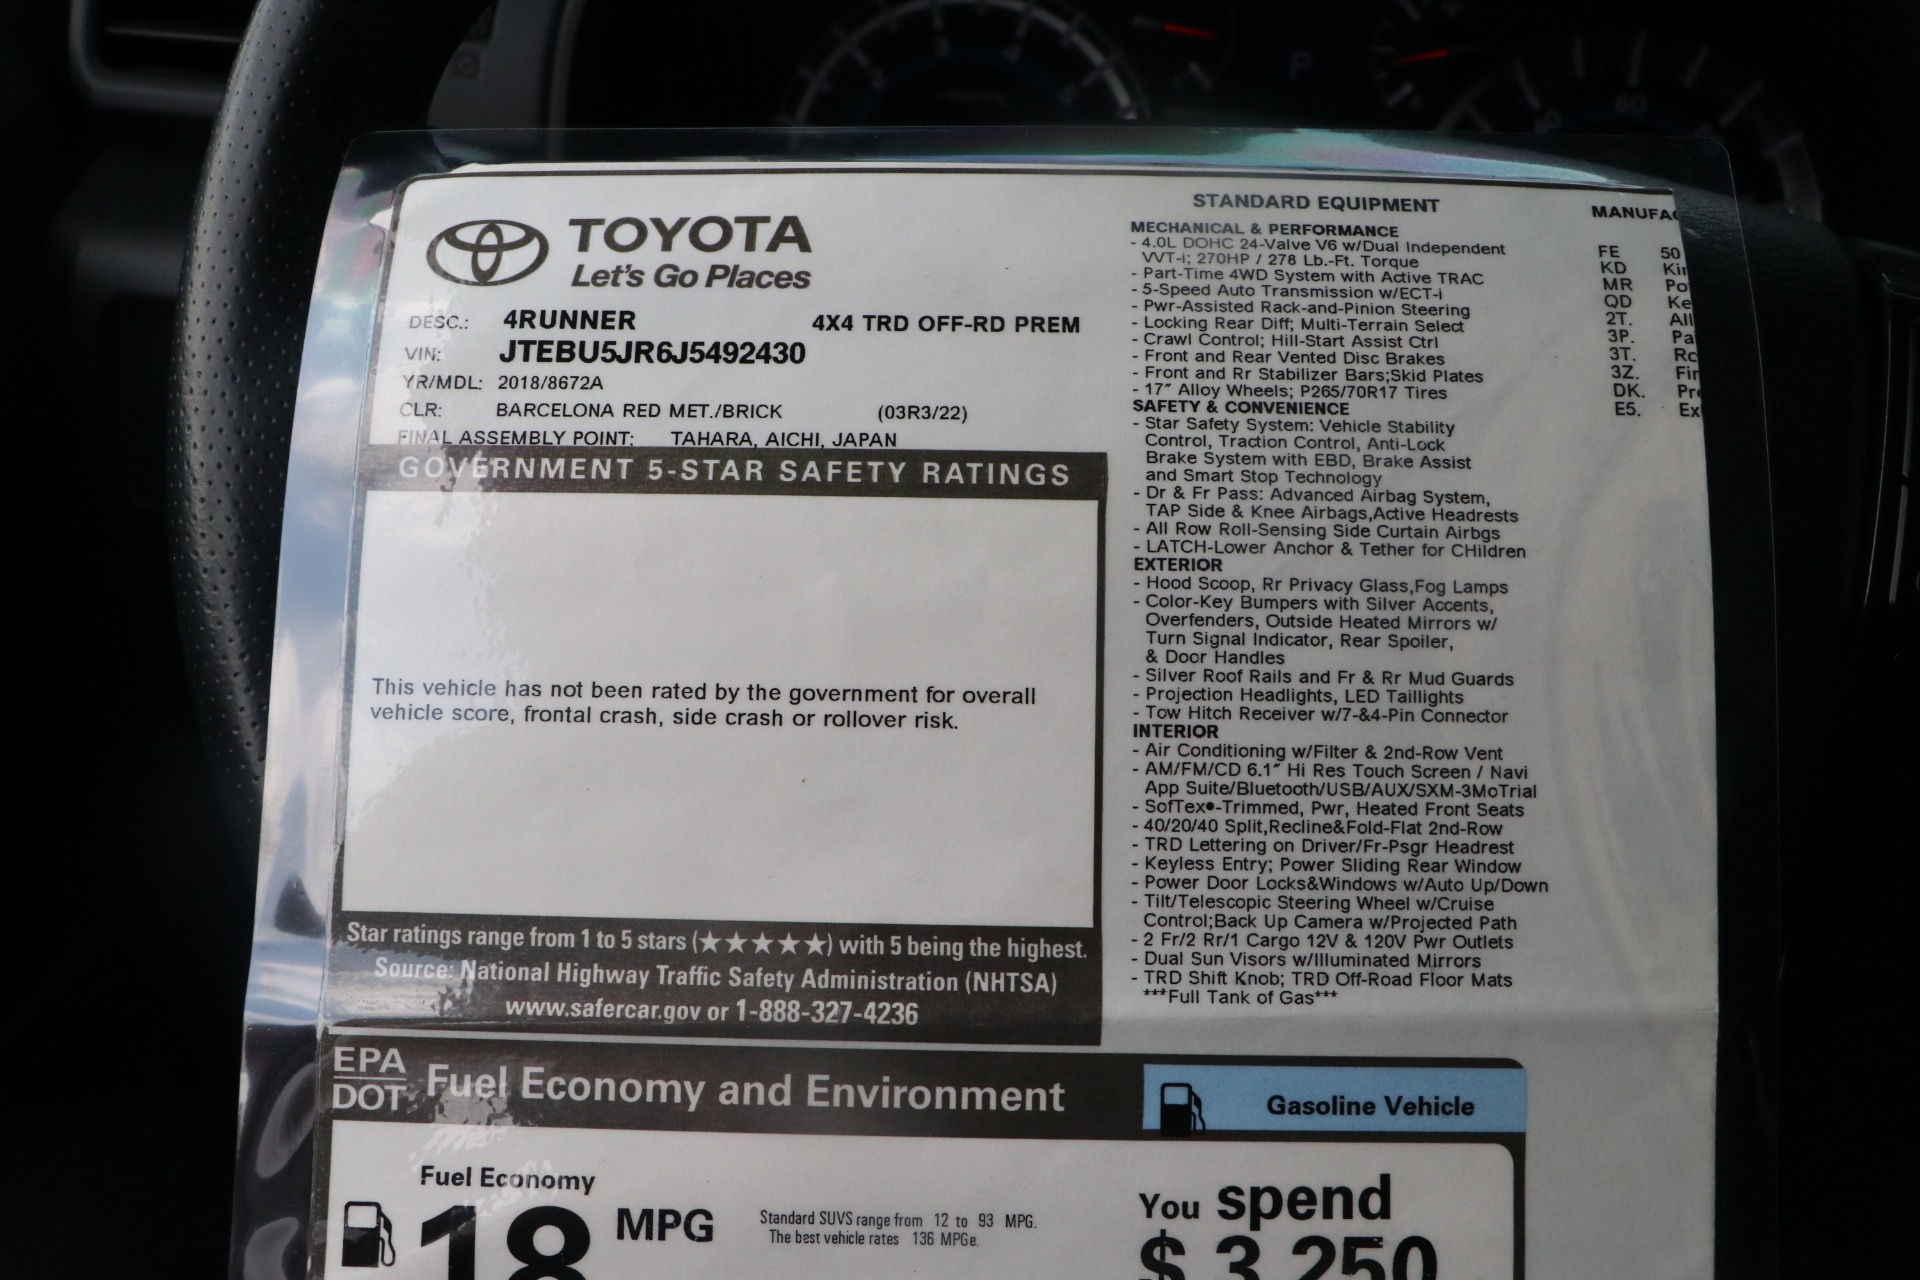 TOYOTA
Let's Go Places
DESC.: 4RUNNER 4X4 TRD OFF-RD PREM
VIN: JTEBU5JR6J5492430
YR/MDL: 2018/8672A
CLR: BARCELONA RED MET./BRICK (03R3/22)
FINAL ASSEMBLY POINT: TAHARA, AICHI, JAPAN
GOVERNMENT 5-STAR SAFETY RATINGS
This vehicle has not been rated by the government for overall
vehicle score, frontal crash, side crash or rollover risk.
Star ratings range from 1 to 5 stars (★★★★★) with 5 being the highest.
Source: National Highway Traffic Safety Administration (NHTSA)
www.safercar.gov or 1-888-327-4236
STANDARD EQUIPMENT
MECHANICAL & PERFORMANCE
- 4.0L DOHC 24-Valve V6 w/Dual Independent
VVT-i; 270HP / 278 Lb.-Ft. Torque
- Part-Time 4WD System with Active TRAC
- 5-Speed Auto Transmission w/ECT-i
- Pwr-Assisted Rack-and-Pinion Steering
- Locking Rear Diff; Multi-Terrain Select
- Crawl Control; Hill-Start Assist Ctrl
- Front and Rear Vented Disc Brakes
- Front and Rr Stabilizer Bars;Skid Plates
- 17″ Alloy Wheels; P265/70R17 Tires
SAFETY & CONVENIENCE
- Star Safety System: Vehicle Stability
Control, Traction Control, Anti-Lock
Brake System with EBD, Brake Assist
and Smart Stop Technology
- Dr & Fr Pass: Advanced Airbag System,
TAP Side & Knee Airbags,Active Headrests
- All Row Roll-Sensing Side Curtain Airbgs
- LATCH-Lower Anchor & Tether for CHildren
EXTERIOR
- Hood Scoop, Rr Privacy Glass,Fog Lamps
- Color-Key Bumpers with Silver Accents,
Overfenders, Outside Heated Mirrors w/
Turn Signal Indicator, Rear Spoiler,
& Door Handles
- Silver Roof Rails and Fr & Rr Mud Guards
- Projection Headlights, LED Taillights
- Tow Hitch Receiver w/7-&4-Pin Connector
INTERIOR
- Air Conditioning w/Filter & 2nd-Row Vent
- AM/FM/CD 6.1″ Hi Res Touch Screen / Navi
App Suite/Bluetooth/USB/AUX/SXM-3MoTrial
- SofTex●-Trimmed, Pwr, Heated Front Seats
- 40/20/40 Split,Recline&Fold-Flat 2nd-Row
- TRD Lettering on Driver/Fr-Psgr Headrest
- Keyless Entry; Power Sliding Rear Window
- Power Door Locks&Windows w/Auto Up/Down
- Tilt/Telescopic Steering Wheel w/Cruise
Control;Back Up Camera w/Projected Path
- 2 Fr/2 Rr/1 Cargo 12V & 120V Pwr Outlets
- Dual Sun Visors w/Illuminated Mirrors
- TRD Shift Knob; TRD Off-Road Floor Mats
***Full Tank of Gas***
MANUFA
FE 50
KD Ki
MR Po
QD Ke
2T. All
3P. Pa
3T. Rc
3Z. Fir
DK. Pre
E5. Ex
EPA
DOT
Fuel Economy and Environment
Gasoline Vehicle
Fuel Economy
18 MPG
Standard SUVS range from 12 to 93 MPG.
The best vehicle rates 136 MPGe.
You spend
$3,250
2
3
4
5
P
40
60